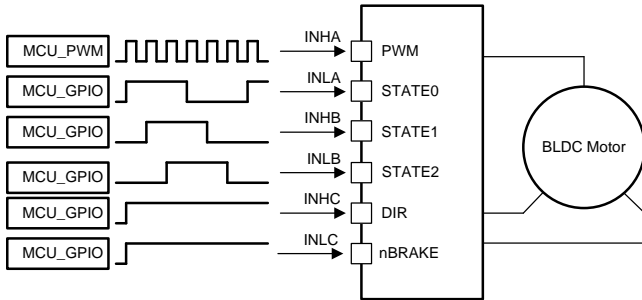 MCU_PWM INHA PWM
MCU_GPIO INLA STATE0
MCU_GPIO INHB STATE1
MCU_GPIO INLB STATE2
MCU_GPIO INHC DIR
MCU_GPIO INLC nBRAKE
BLDC Motor